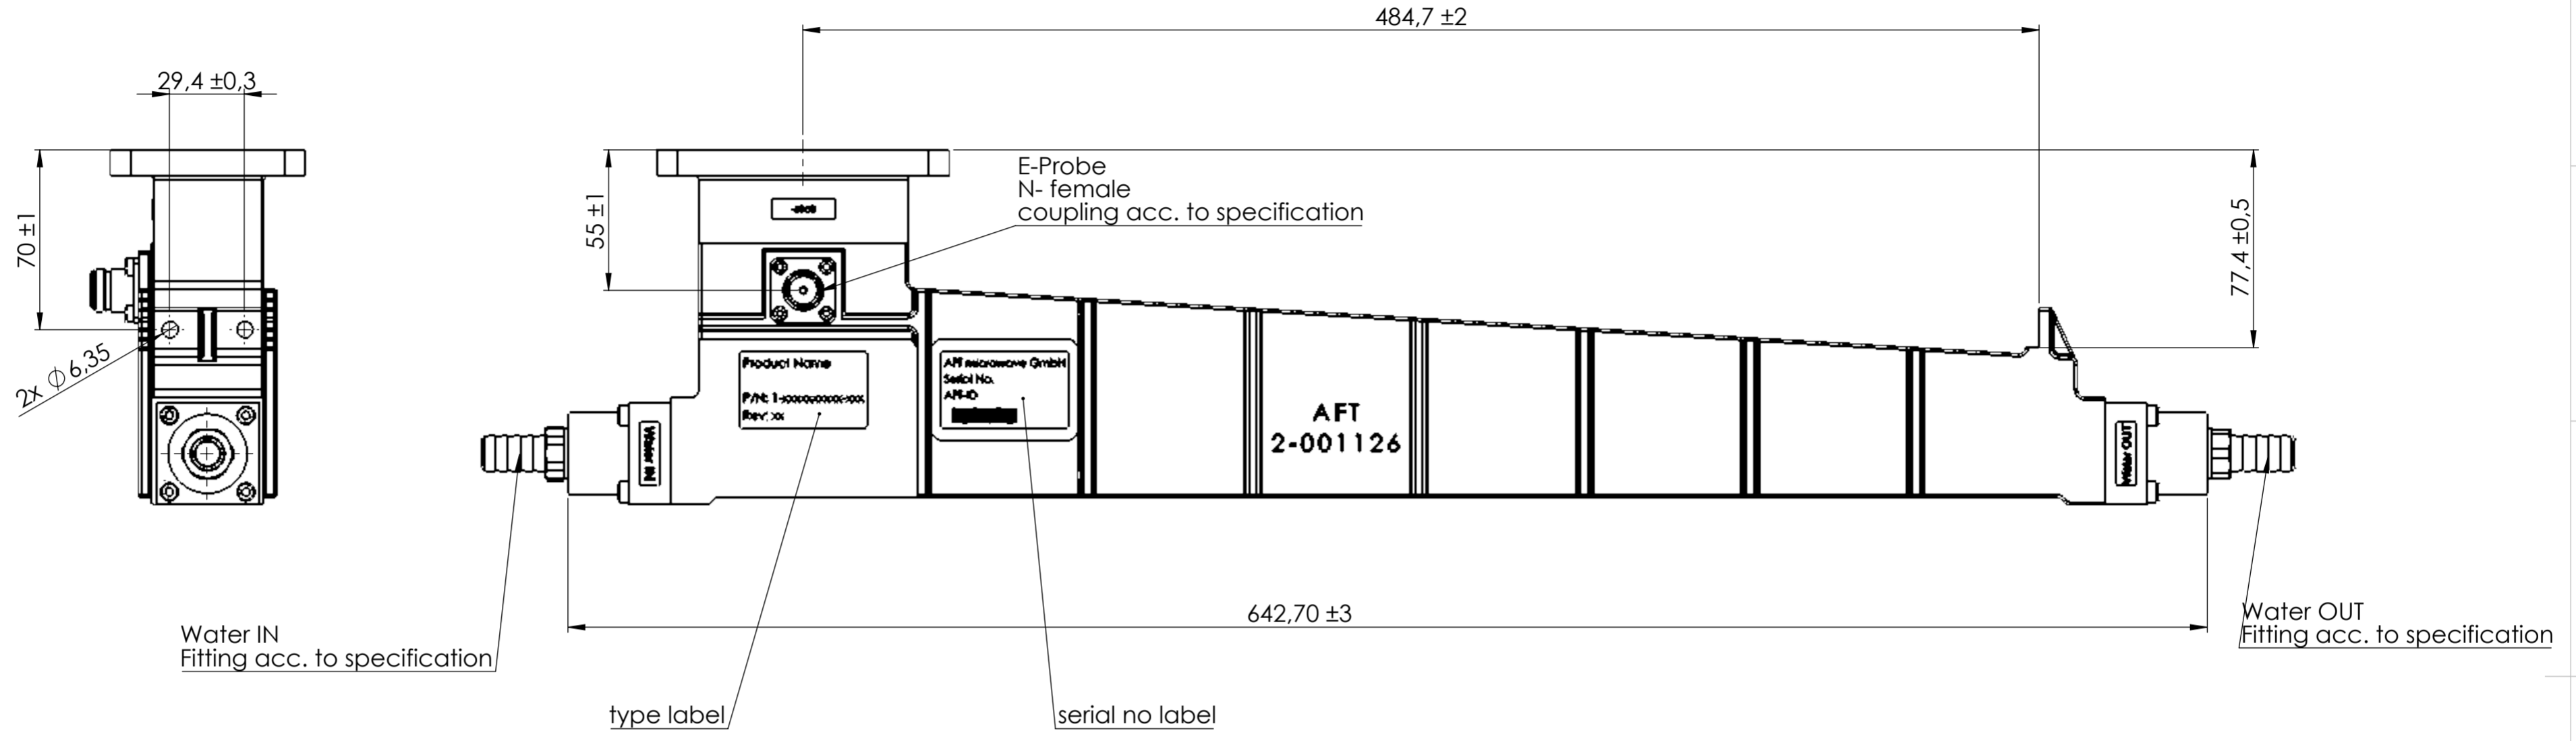 484,7 ±2
29,4 ±0,3
70 ±1
2x ⌀6,35
55 ±1
E-Probe
N- female
coupling acc. to specification
77,4 ±0,5
Product Name
P/N: 1-xxxxxxxxxx-xxx
Rev: xx
AFT microwave GmbH
Serial No.
AFT-ID
AFT
2-001126
Water IN
Water OUT
642,70 ±3
Water IN
Fitting acc. to specification
Water OUT
Fitting acc. to specification
type label
serial no label